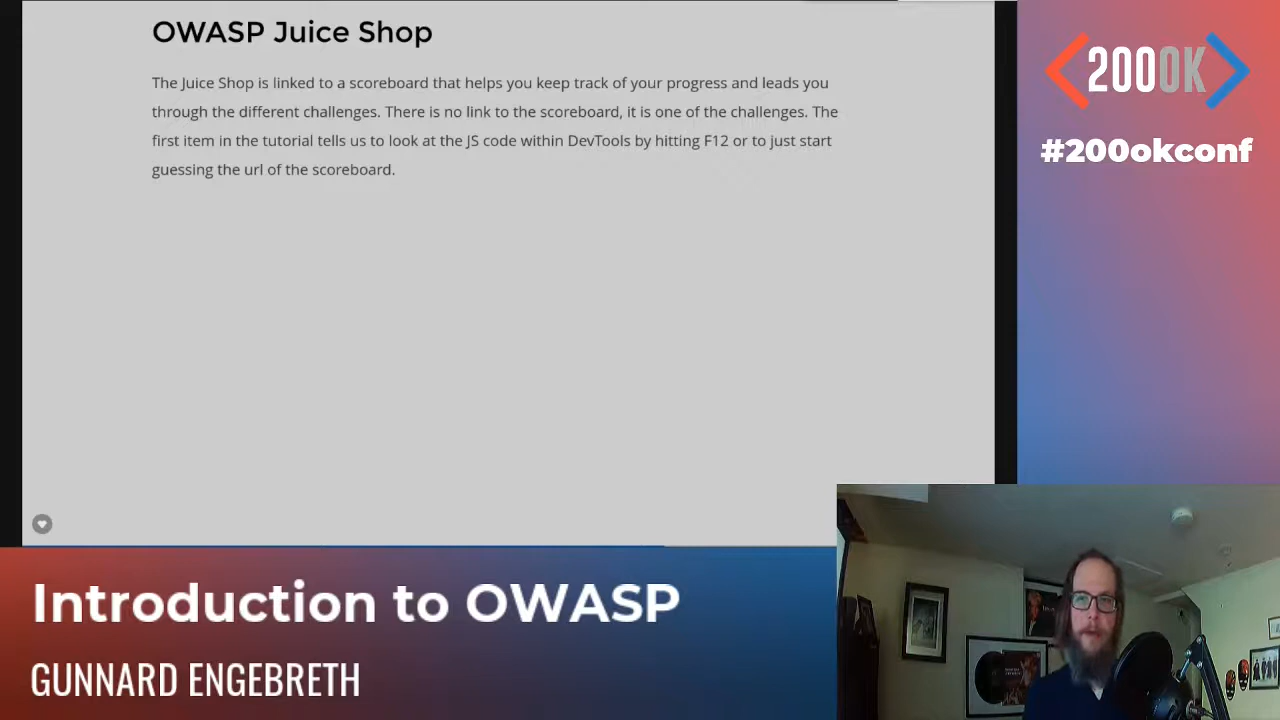 OWASP Juice Shop
The Juice Shop is linked to a scoreboard that helps you keep track of your progress and leads you
through the different challenges. There is no link to the scoreboard, it is one of the challenges. The
first item in the tutorial tells us to look at the JS code within DevTools by hitting F12 or to just start
guessing the url of the scoreboard.
<200OK>
#200okconf
Introduction to OWASP
GUNNARD ENGEBRETH